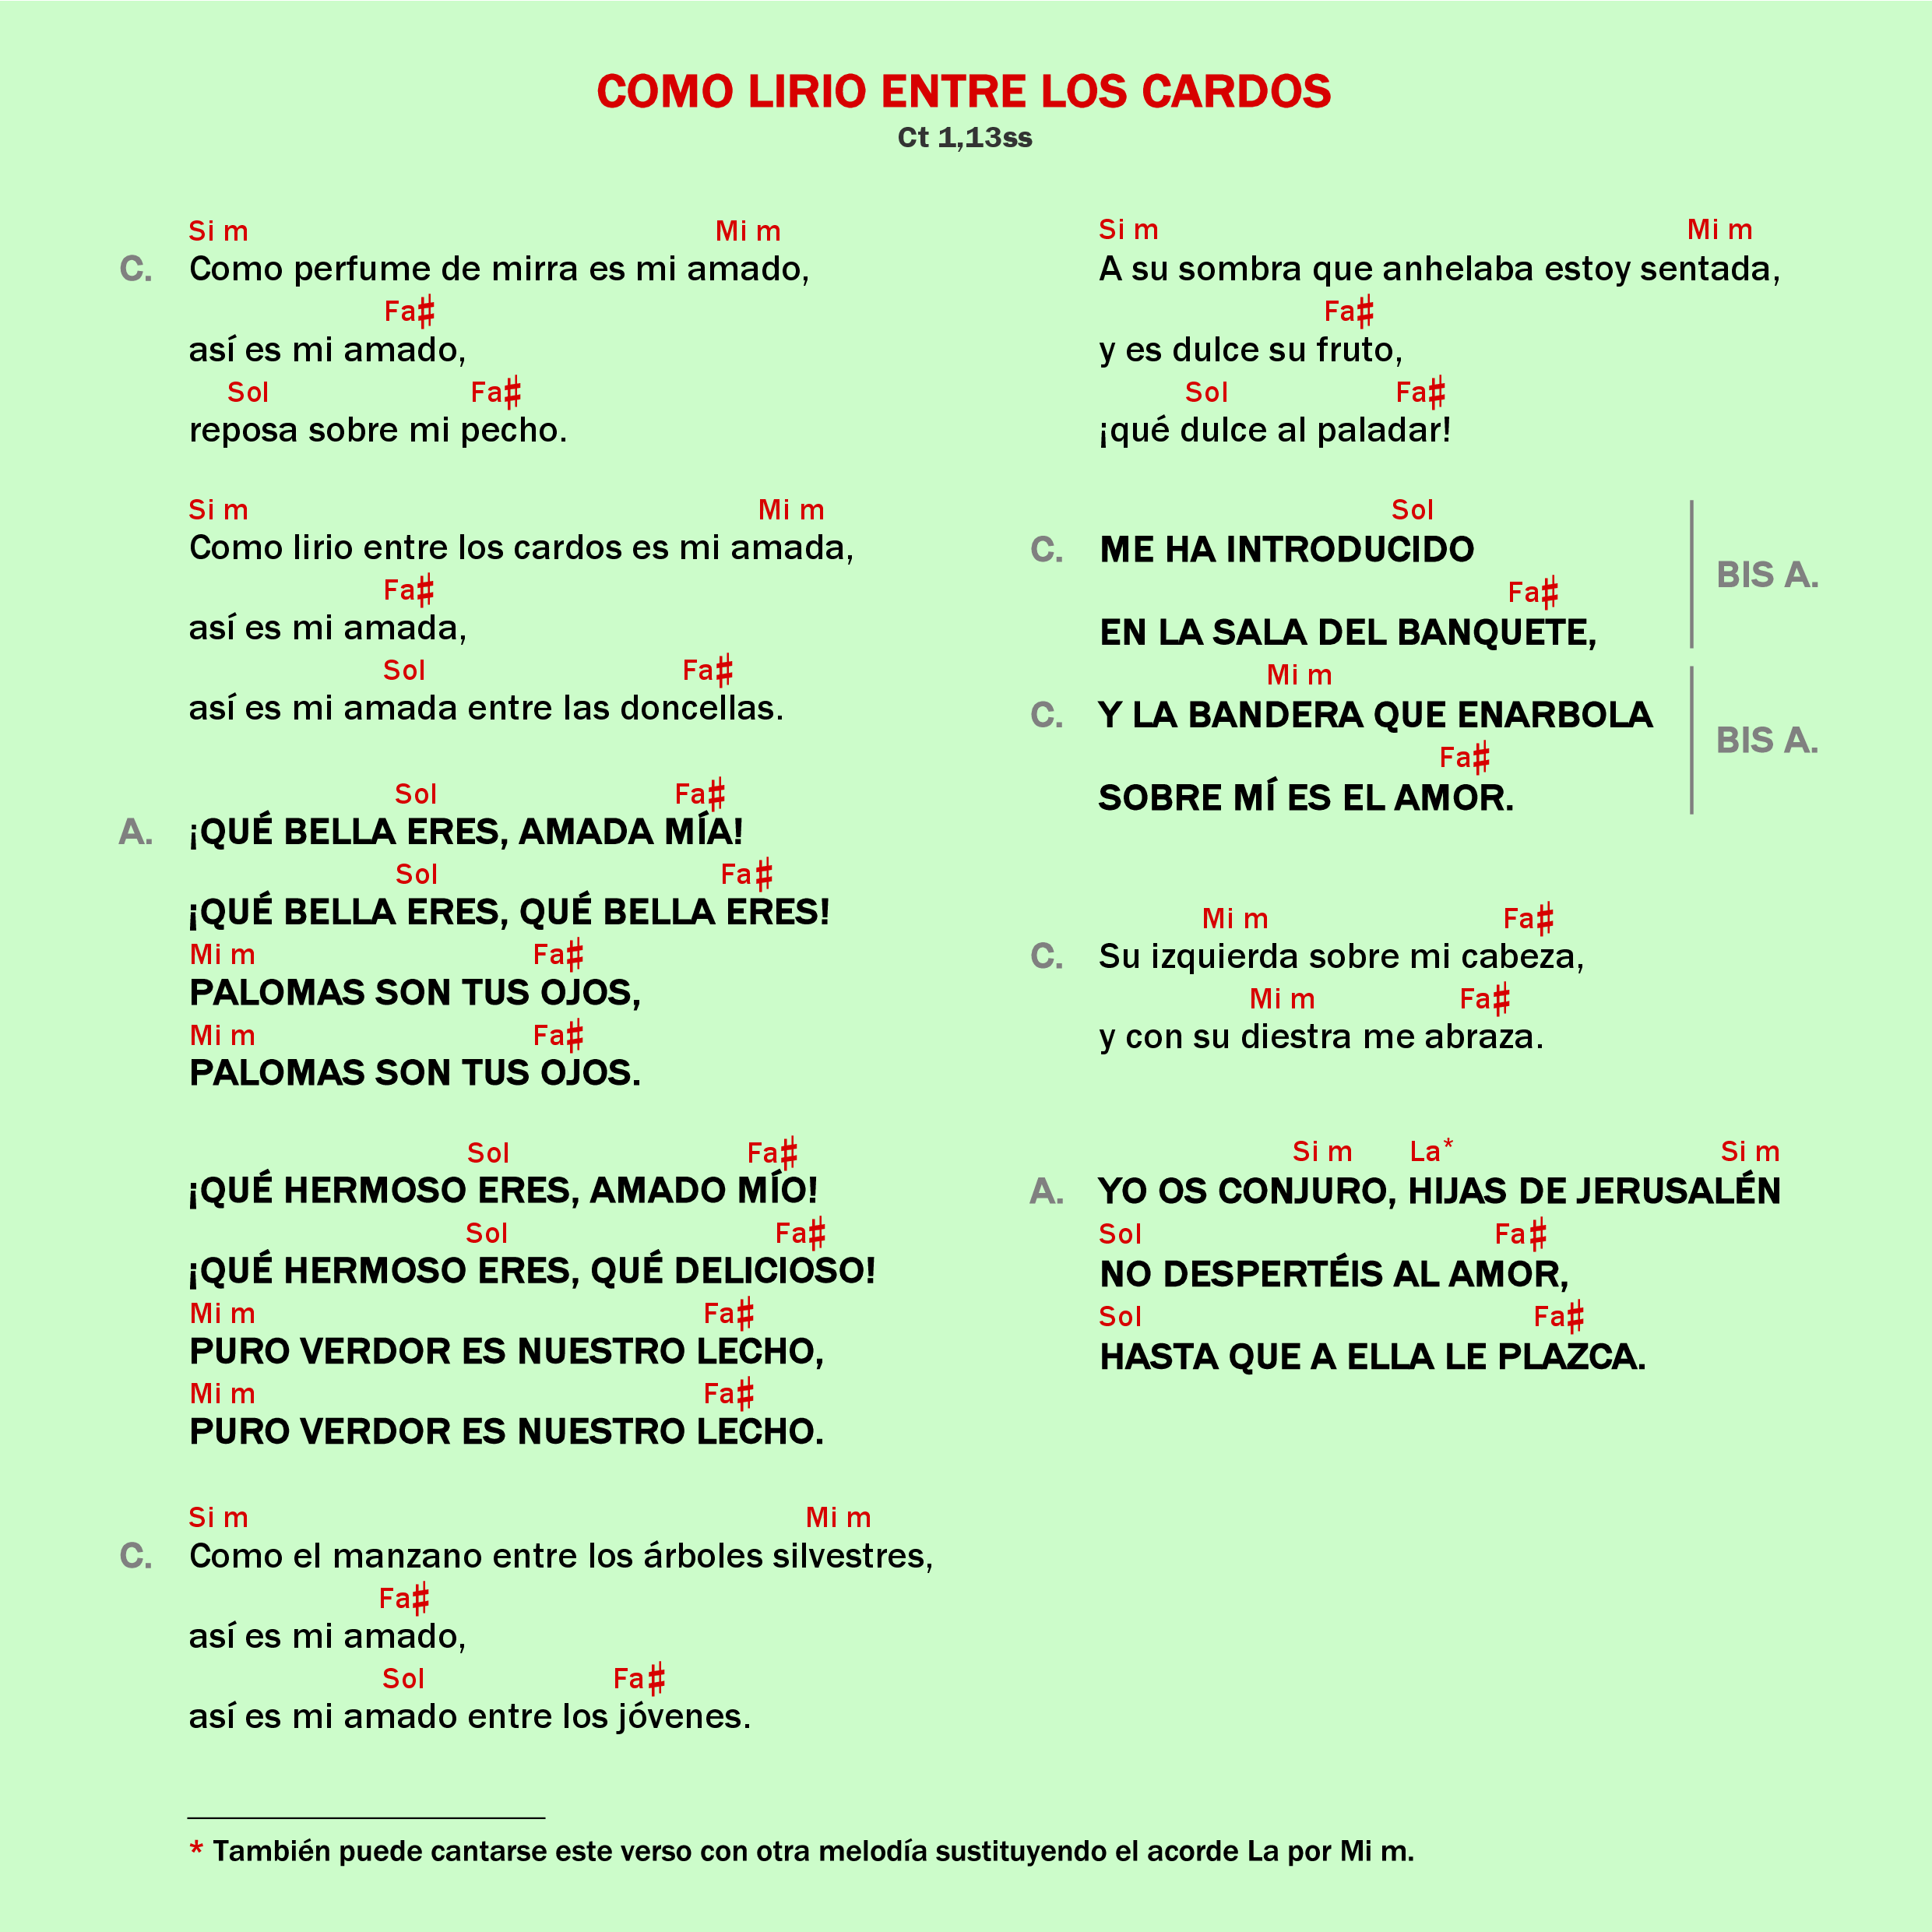 COMO LIRIO ENTRE LOS CARDOS
Ct 1,13ss
Si m Mi m
C. Como perfume de mirra es mi amado,
Fa♯
así es mi amado,
Sol Fa♯
reposa sobre mi pecho.
Si m Mi m
Como lirio entre los cardos es mi amada,
Fa♯
así es mi amada,
Sol Fa♯
así es mi amada entre las doncellas.
Sol Fa♯
A. ¡QUÉ BELLA ERES, AMADA MÍA!
Sol Fa♯
¡QUÉ BELLA ERES, QUÉ BELLA ERES!
Mi m Fa♯
PALOMAS SON TUS OJOS,
Mi m Fa♯
PALOMAS SON TUS OJOS.
Sol Fa♯
¡QUÉ HERMOSO ERES, AMADO MÍO!
Sol Fa♯
¡QUÉ HERMOSO ERES, QUÉ DELICIOSO!
Mi m Fa♯
PURO VERDOR ES NUESTRO LECHO,
Mi m Fa♯
PURO VERDOR ES NUESTRO LECHO.
Si m Mi m
C. Como el manzano entre los árboles silvestres,
Fa♯
así es mi amado,
Sol Fa♯
así es mi amado entre los jóvenes.
Si m Mi m
A su sombra que anhelaba estoy sentada,
Fa♯
y es dulce su fruto,
Sol Fa♯
¡qué dulce al paladar!
Sol
C. ME HA INTRODUCIDO
BIS A.
Fa♯
EN LA SALA DEL BANQUETE,
Mi m
C. Y LA BANDERA QUE ENARBOLA
BIS A.
Fa♯
SOBRE MÍ ES EL AMOR.
Mi m Fa♯
C. Su izquierda sobre mi cabeza,
Mi m Fa♯
y con su diestra me abraza.
Si m La* Si m
A. YO OS CONJURO, HIJAS DE JERUSALÉN
Sol Fa♯
NO DESPERTÉIS AL AMOR,
Sol Fa♯
HASTA QUE A ELLA LE PLAZCA.
* También puede cantarse este verso con otra melodía sustituyendo el acorde La por Mi m.